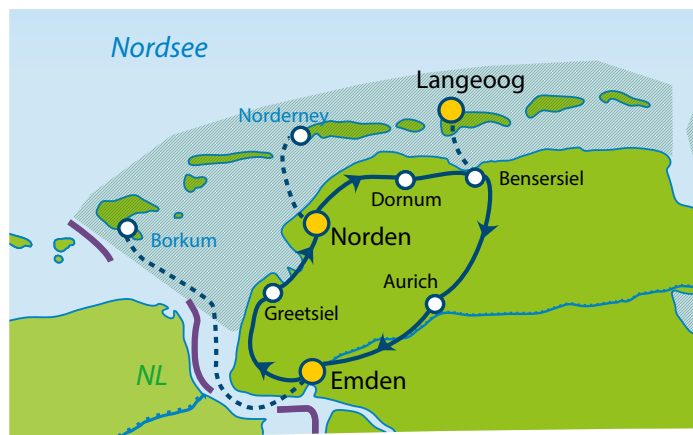 Nordsee
Langeoog
Norderney
Bensersiel
Dornum
Norden
Borkum
Aurich
Greetsiel
NL
Emden